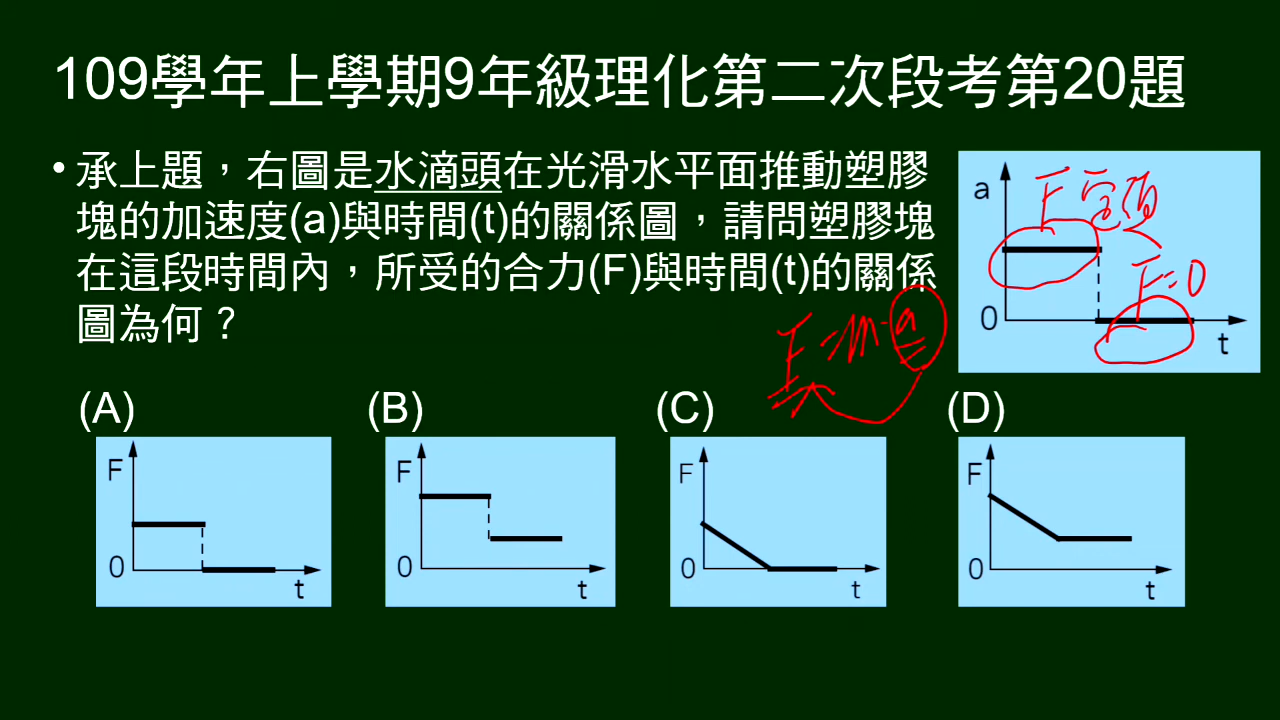 109學年上學期9年級理化第二次段考第20題
• 承上題，右圖是水滴頭在光滑水平面推動塑膠
塊的加速度(a)與時間(t)的關係圖，請問塑膠塊
在這段時間內，所受的合力(F)與時間(t)的關係
圖為何？
a
F 定值
F=0
0
t
F=m·a
(A)
(B)
(C)
(D)
F
0
t
F
0
t
F
0
t
F
0
t